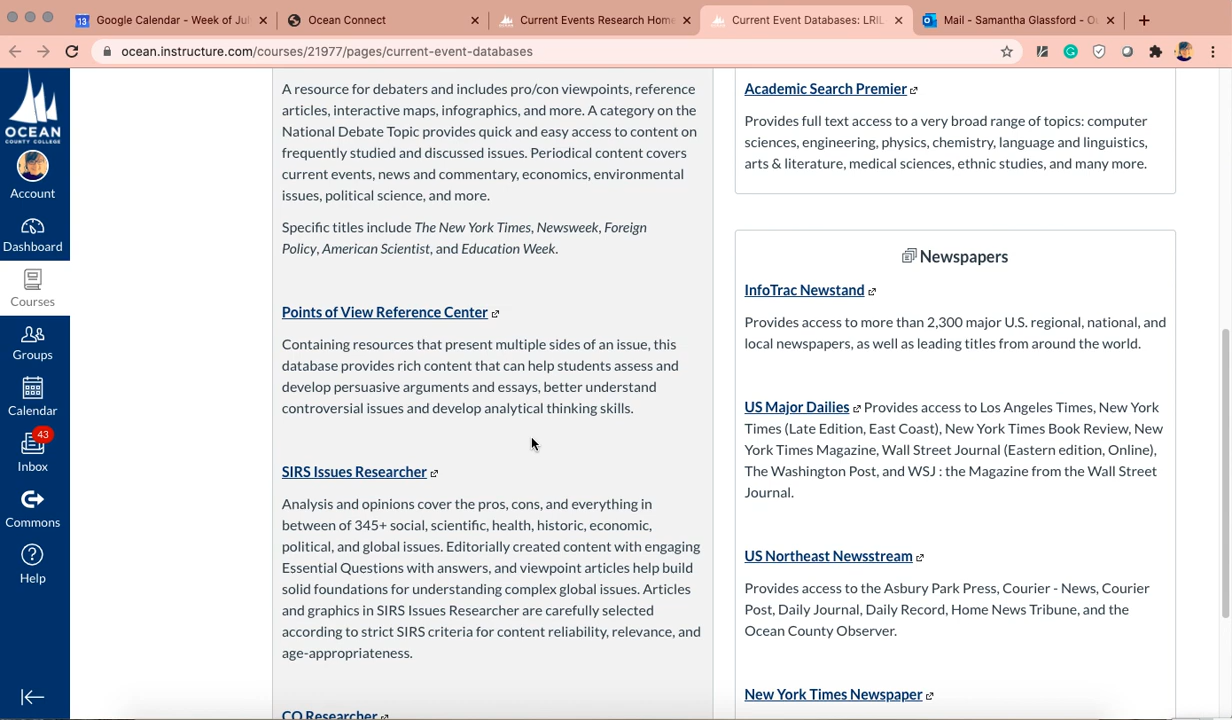 Google Calendar - Week of Jul
Ocean Connect
Current Events Research Home
Current Event Databases: LRIL
Mail - Samantha Glassford - Ou
ocean.instructure.com/courses/21977/pages/current-event-databases
OCEAN
COUNTY COLLEGE
Account
Dashboard
Courses
Groups
Calendar
43
Inbox
Commons
Help
A resource for debaters and includes pro/con viewpoints, reference
articles, interactive maps, infographics, and more. A category on the
National Debate Topic provides quick and easy access to content on
frequently studied and discussed issues. Periodical content covers
current events, news and commentary, economics, environmental
issues, political science, and more.
Specific titles include The New York Times, Newsweek, Foreign
Policy, American Scientist, and Education Week.
Points of View Reference Center
Containing resources that present multiple sides of an issue, this
database provides rich content that can help students assess and
develop persuasive arguments and essays, better understand
controversial issues and develop analytical thinking skills.
SIRS Issues Researcher
Analysis and opinions cover the pros, cons, and everything in
between of 345+ social, scientific, health, historic, economic,
political, and global issues. Editorially created content with engaging
Essential Questions with answers, and viewpoint articles help build
solid foundations for understanding complex global issues. Articles
and graphics in SIRS Issues Researcher are carefully selected
according to strict SIRS criteria for content reliability, relevance, and
age-appropriateness.
CQ Researcher
Academic Search Premier
Provides full text access to a very broad range of topics: computer
sciences, engineering, physics, chemistry, language and linguistics,
arts & literature, medical sciences, ethnic studies, and many more.
Newspapers
InfoTrac Newstand
Provides access to more than 2,300 major U.S. regional, national, and
local newspapers, as well as leading titles from around the world.
US Major Dailies Provides access to Los Angeles Times, New York
Times (Late Edition, East Coast), New York Times Book Review, New
York Times Magazine, Wall Street Journal (Eastern edition, Online),
The Washington Post, and WSJ : the Magazine from the Wall Street
Journal.
US Northeast Newsstream
Provides access to the Asbury Park Press, Courier - News, Courier
Post, Daily Journal, Daily Record, Home News Tribune, and the
Ocean County Observer.
New York Times Newspaper